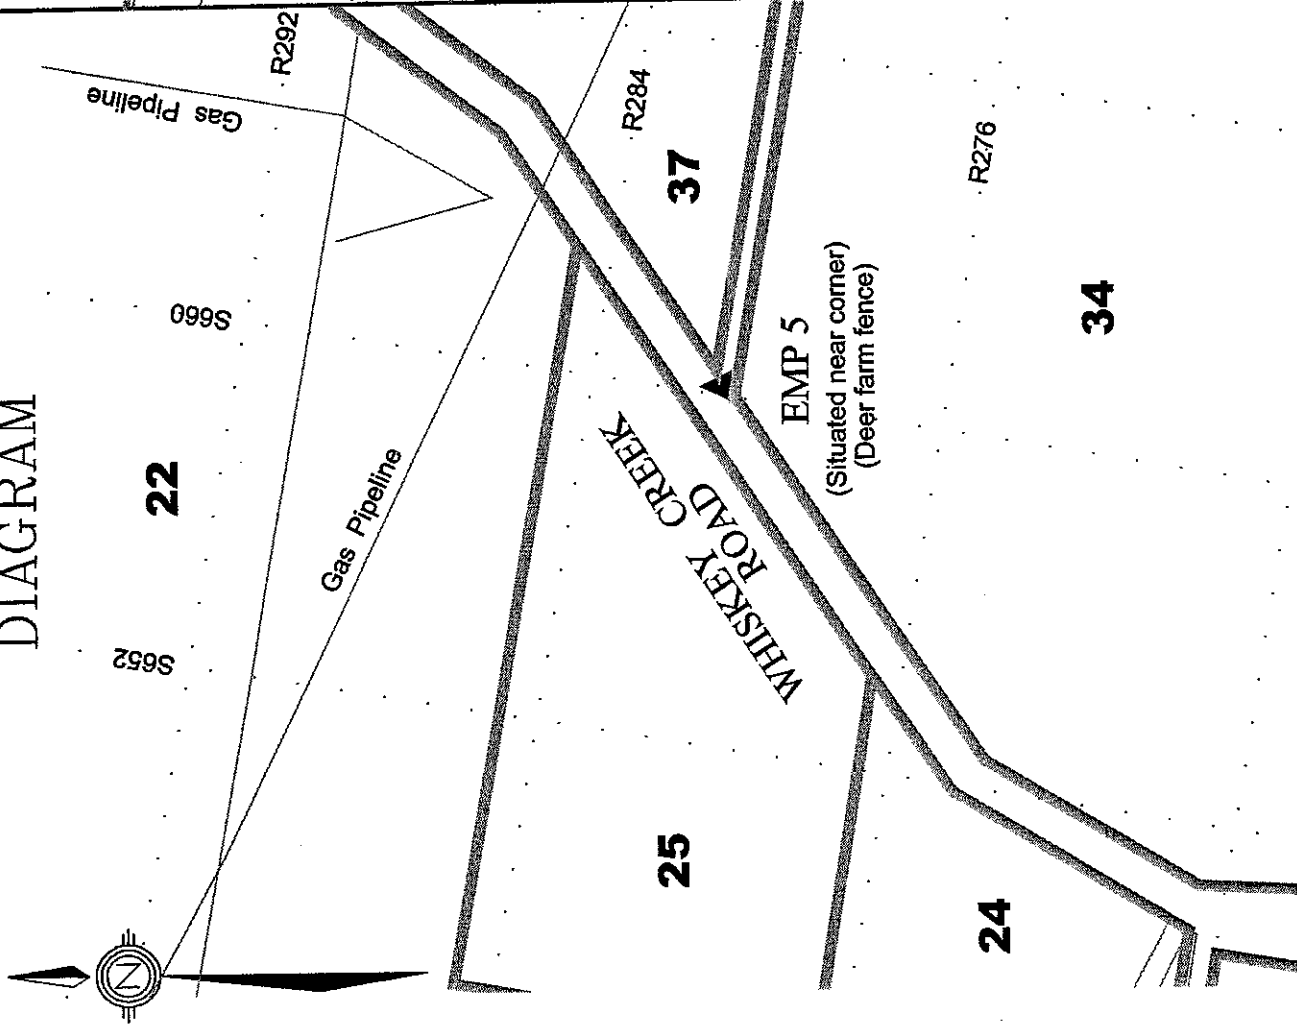 DIAGRAM
R292
Gas Pipeline
R284
22
S660
37
R276
Gas Pipeline
EMP 5
(Situated near corner)
(Deer farm fence)
34
S652
WHISKEY CREEK
ROAD
25
24
N